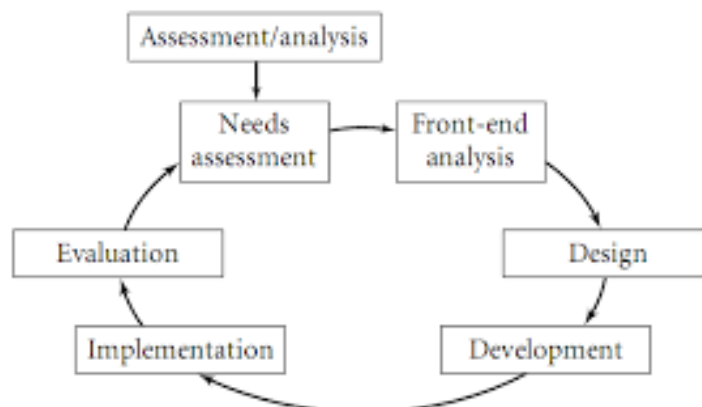 Assessment/analysis
Needs
assessment
Front-end
analysis
Evaluation
Design
Implementation
Development